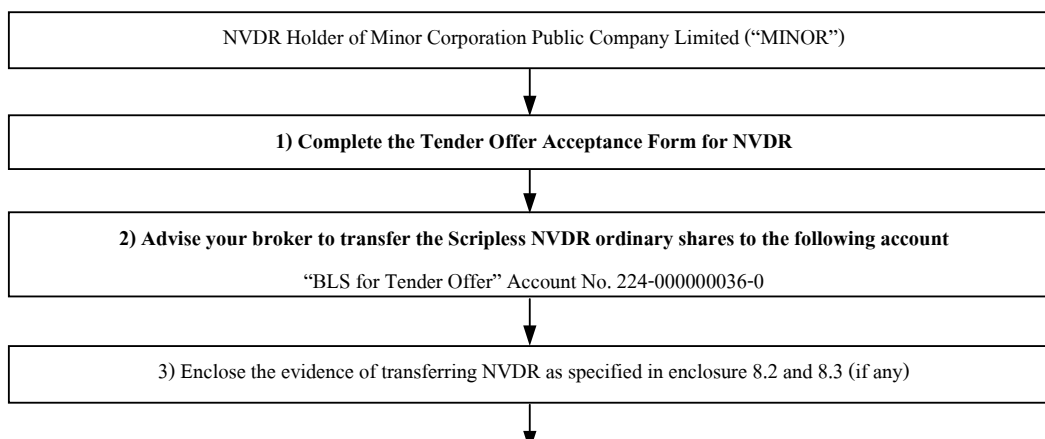 NVDR Holder of Minor Corporation Public Company Limited (“MINOR”)
1) Complete the Tender Offer Acceptance Form for NVDR
2) Advise your broker to transfer the Scripless NVDR ordinary shares to the following account
“BLS for Tender Offer” Account No. 224-000000036-0
3) Enclose the evidence of transferring NVDR as specified in enclosure 8.2 and 8.3 (if any)